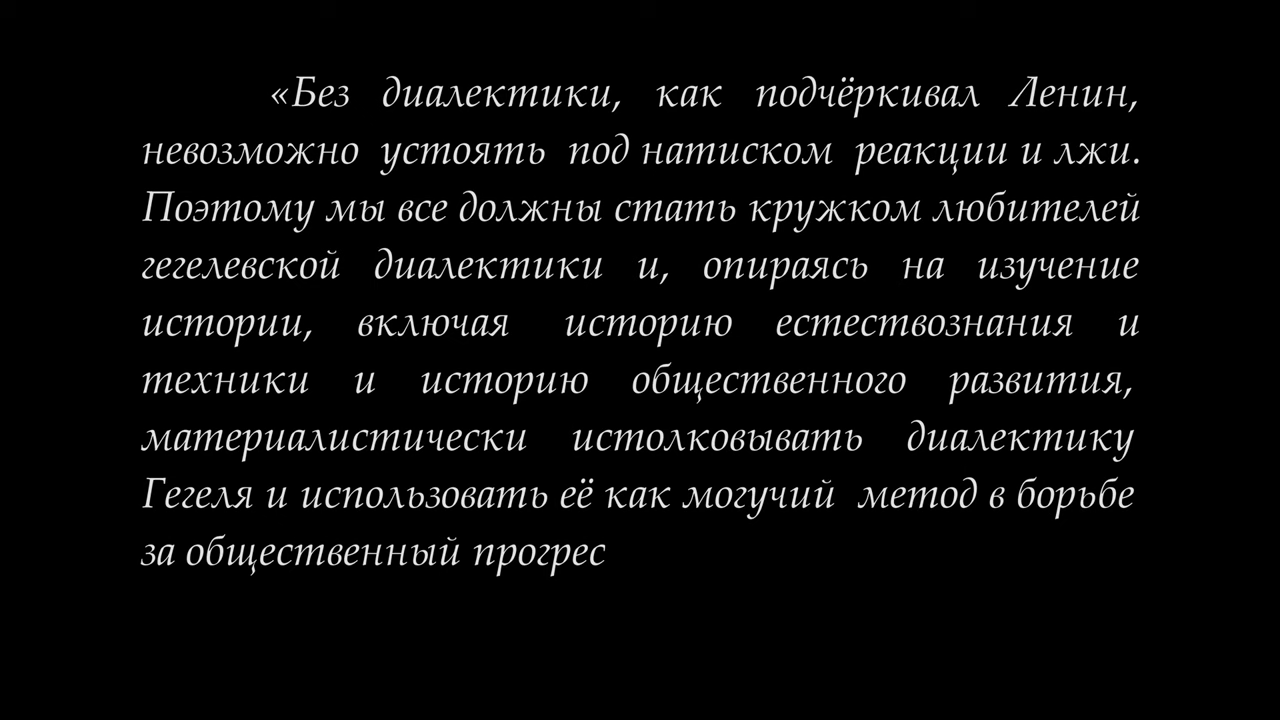 «Без диалектики, как подчёркивал Ленин,
невозможно устоять под натиском реакции и лжи.
Поэтому мы все должны стать кружком любителей
гегелевской диалектики и, опираясь на изучение
истории, включая историю естествознания и
техники и историю общественного развития,
материалистически истолковывать диалектику
Гегеля и использовать её как могучий метод в борьбе
за общественный прогрес